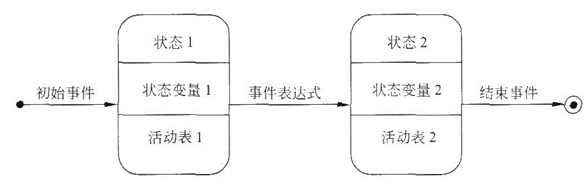 状态 1
状态 2
初始事件
状态变量 1
事件表达式
状态变量 2
结束事件
活动表 1
活动表 2